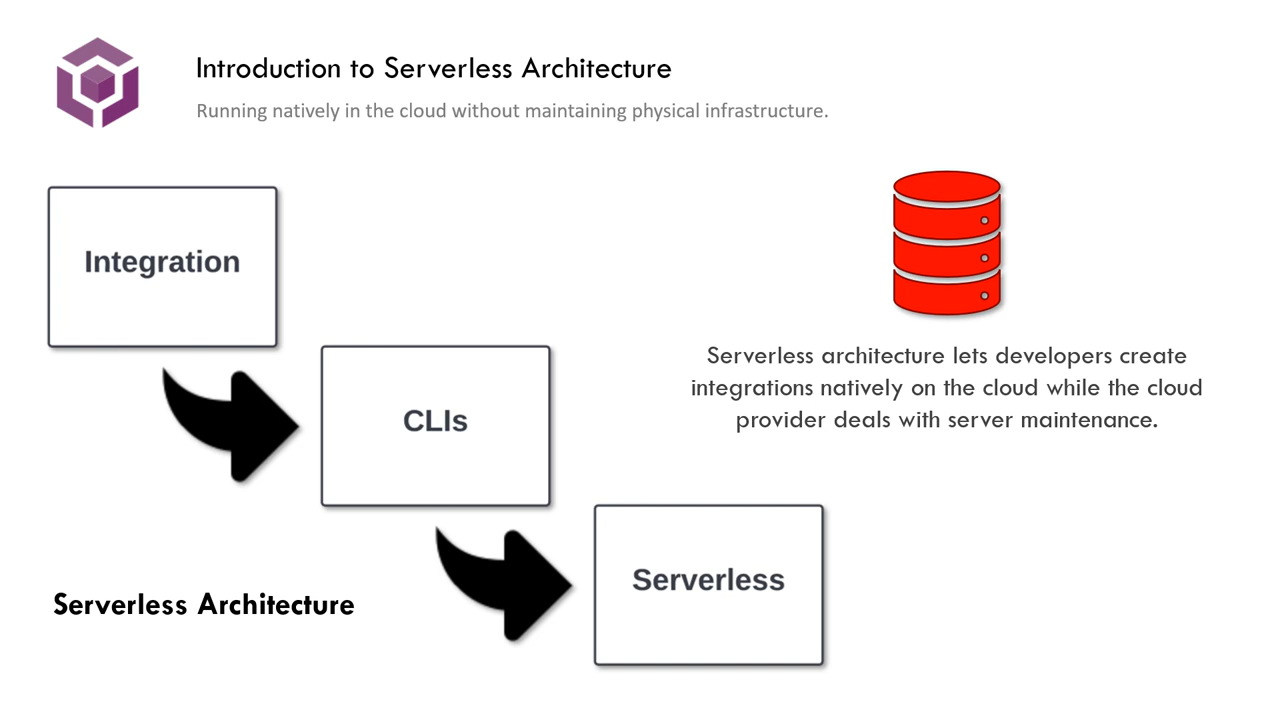 Introduction to Serverless Architecture
Running natively in the cloud without maintaining physical infrastructure.
Integration
CLIs
Serverless
Serverless Architecture
Serverless architecture lets developers create
integrations natively on the cloud while the cloud
provider deals with server maintenance.